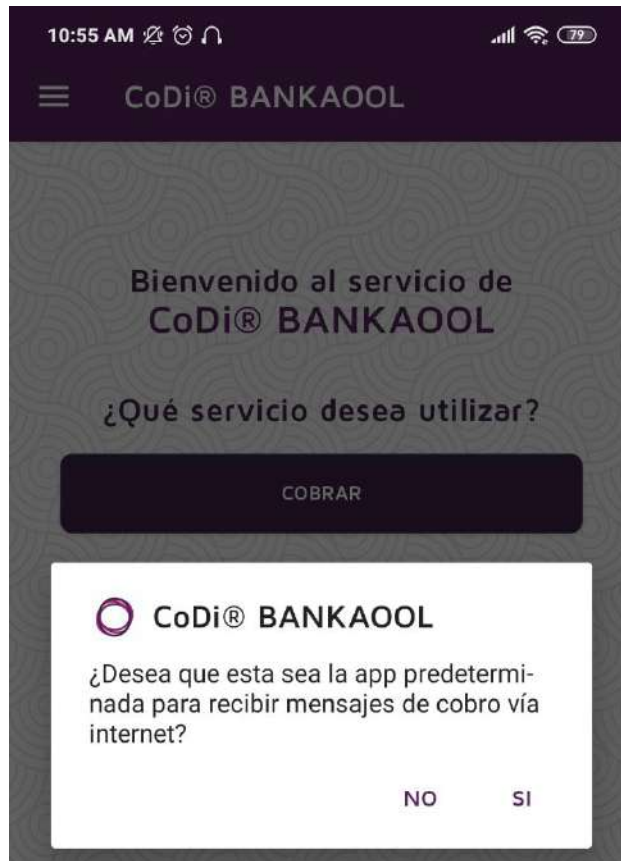 10:55 AM
79
CoDi® BANKAOOL
Bienvenido al servicio de
CoDi® BANKAOOL
¿Qué servicio desea utilizar?
COBRAR
CoDi® BANKAOOL
¿Desea que esta sea la app predetermi-
nada para recibir mensajes de cobro vía
internet?
NO SI